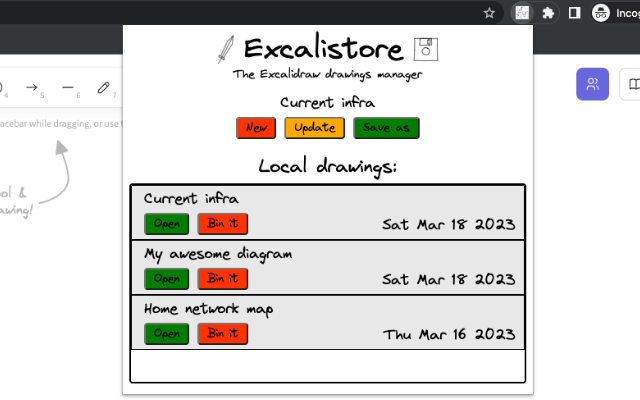 Incog
Excalistore
The Excalidraw drawings manager
Current infra
New Update Save as
Local drawings:
Current infra
Open Bin it Sat Mar 18 2023
My awesome diagram
Open Bin it Sat Mar 18 2023
Home network map
Open Bin it Thu Mar 16 2023
4 5 6 7
acebar while dragging, or use t
ol &
awing!